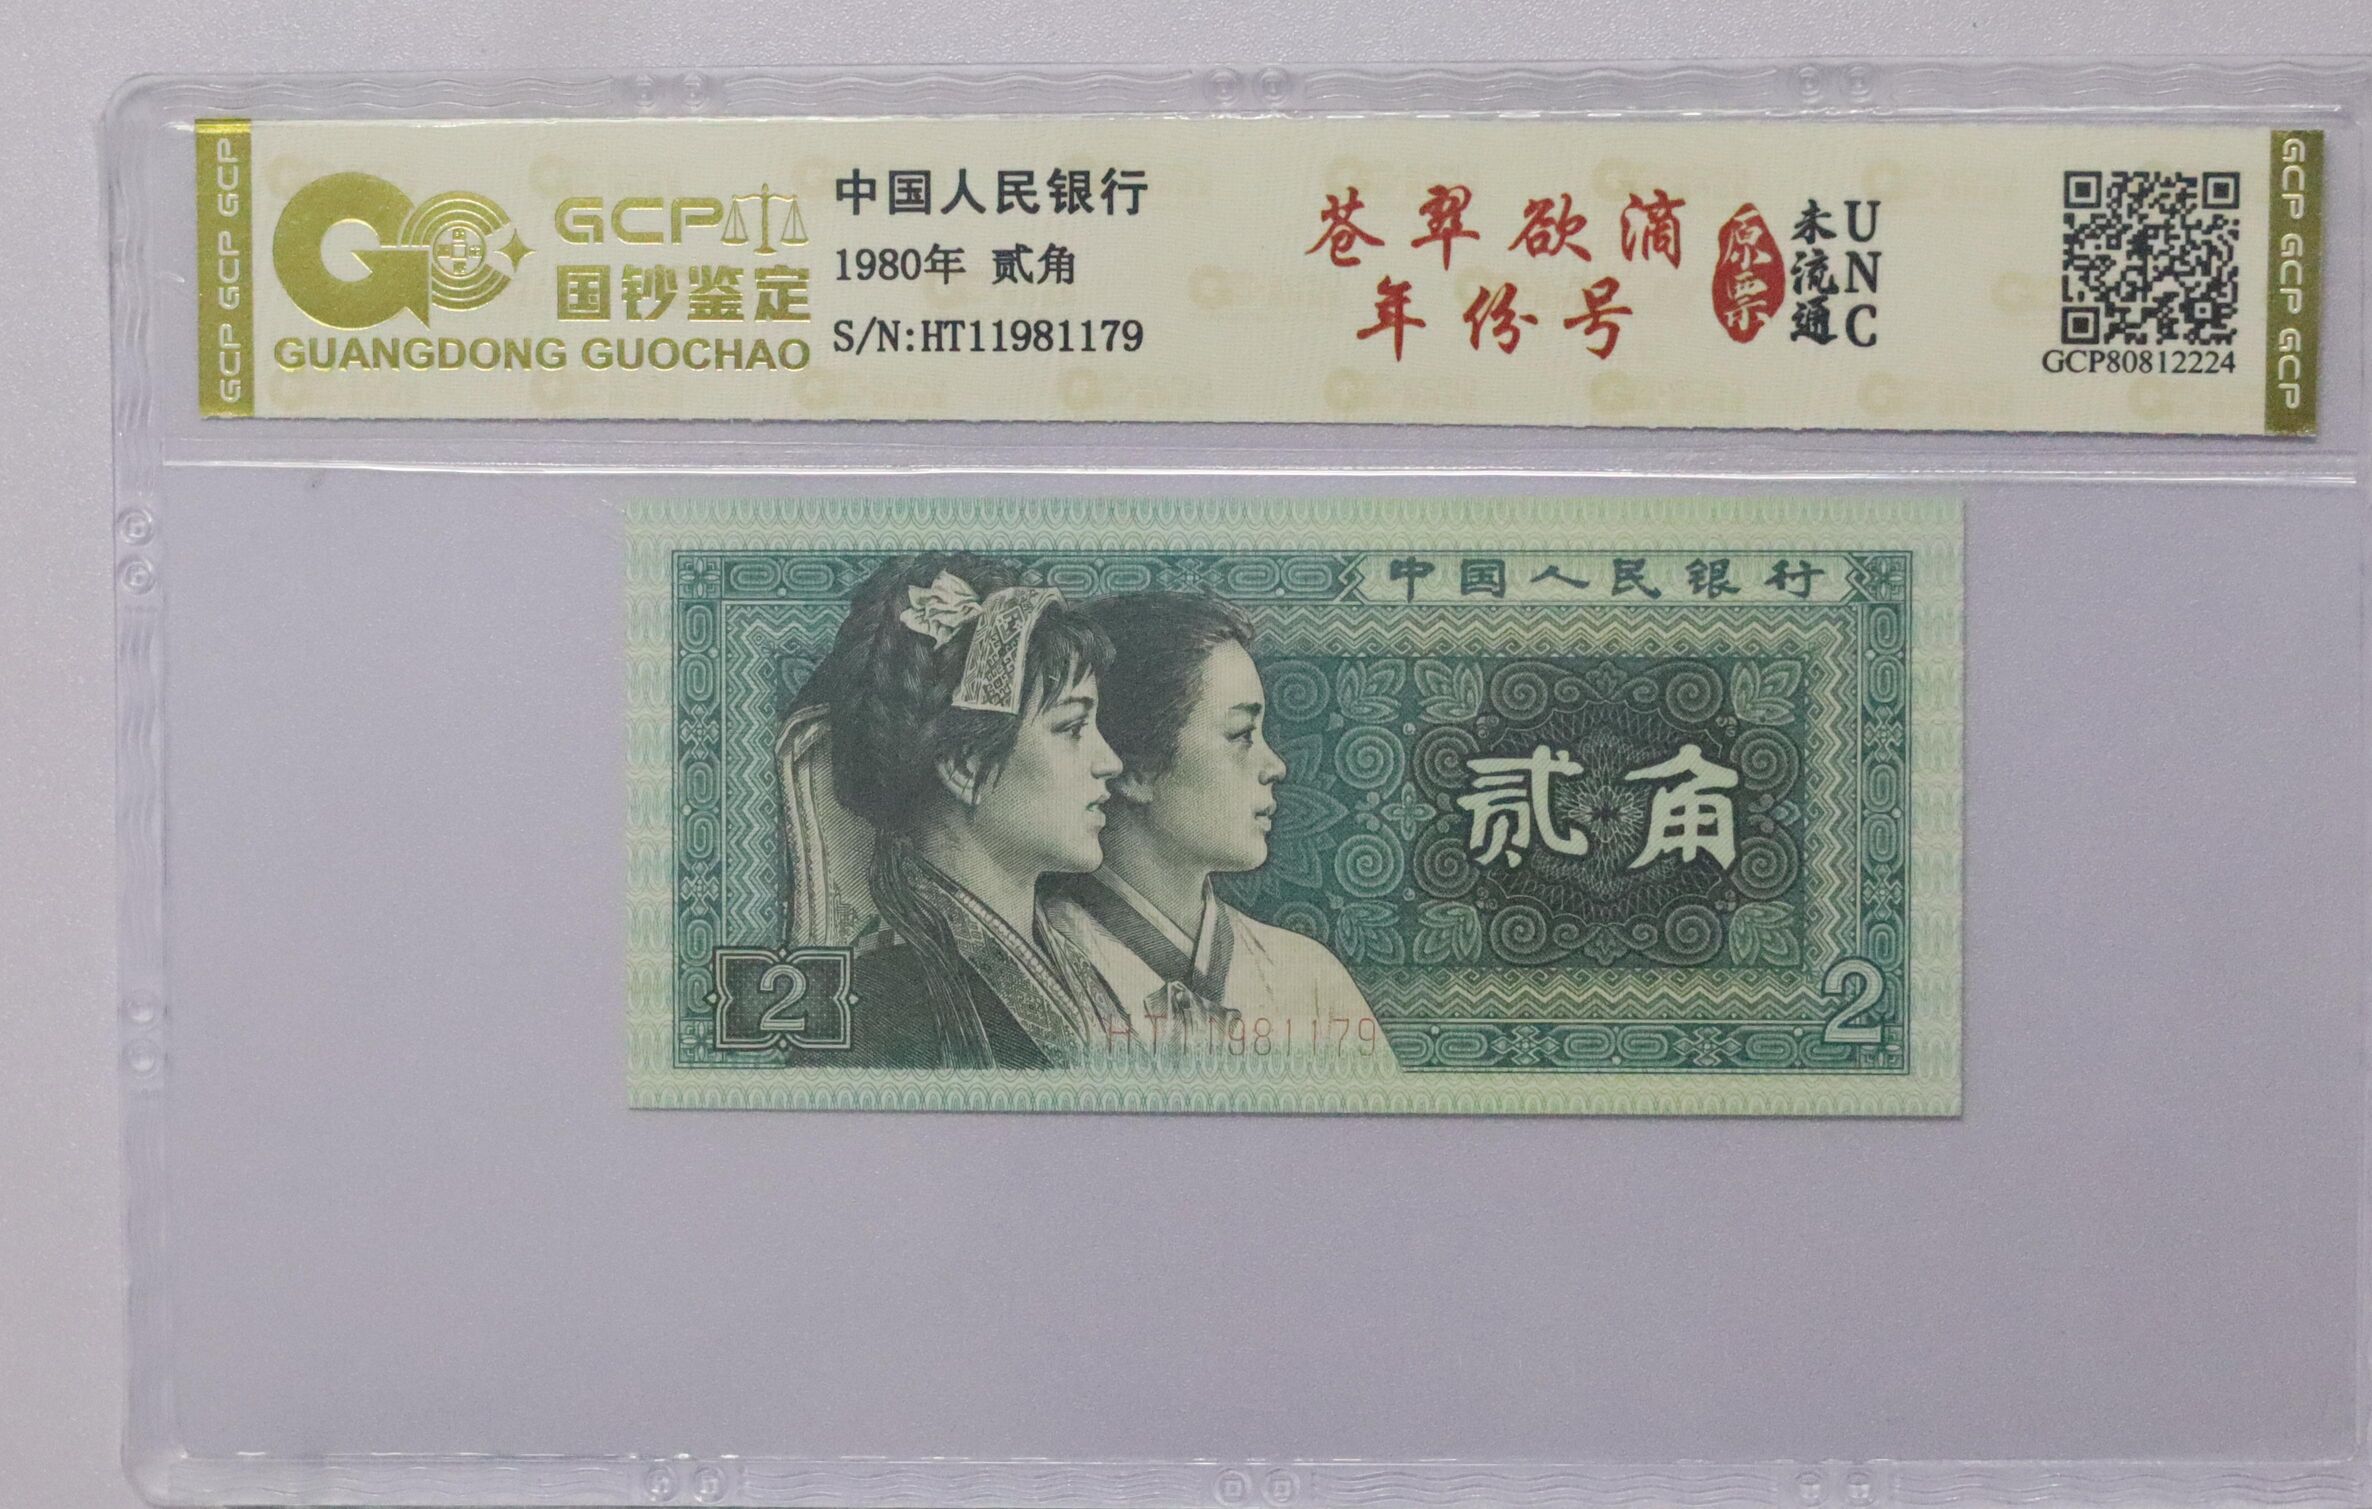 GCP GCP GCP
GCP
国钞鉴定
GUANGDONG GUOCHAO
中国人民银行
1980年 贰角
S/N:HT11981179
苍翠欲滴
年份号
原票
未流通
UNC
GCP80812224
GCP GCP GCP
中国人民银行
贰角
2
HT11981179
2